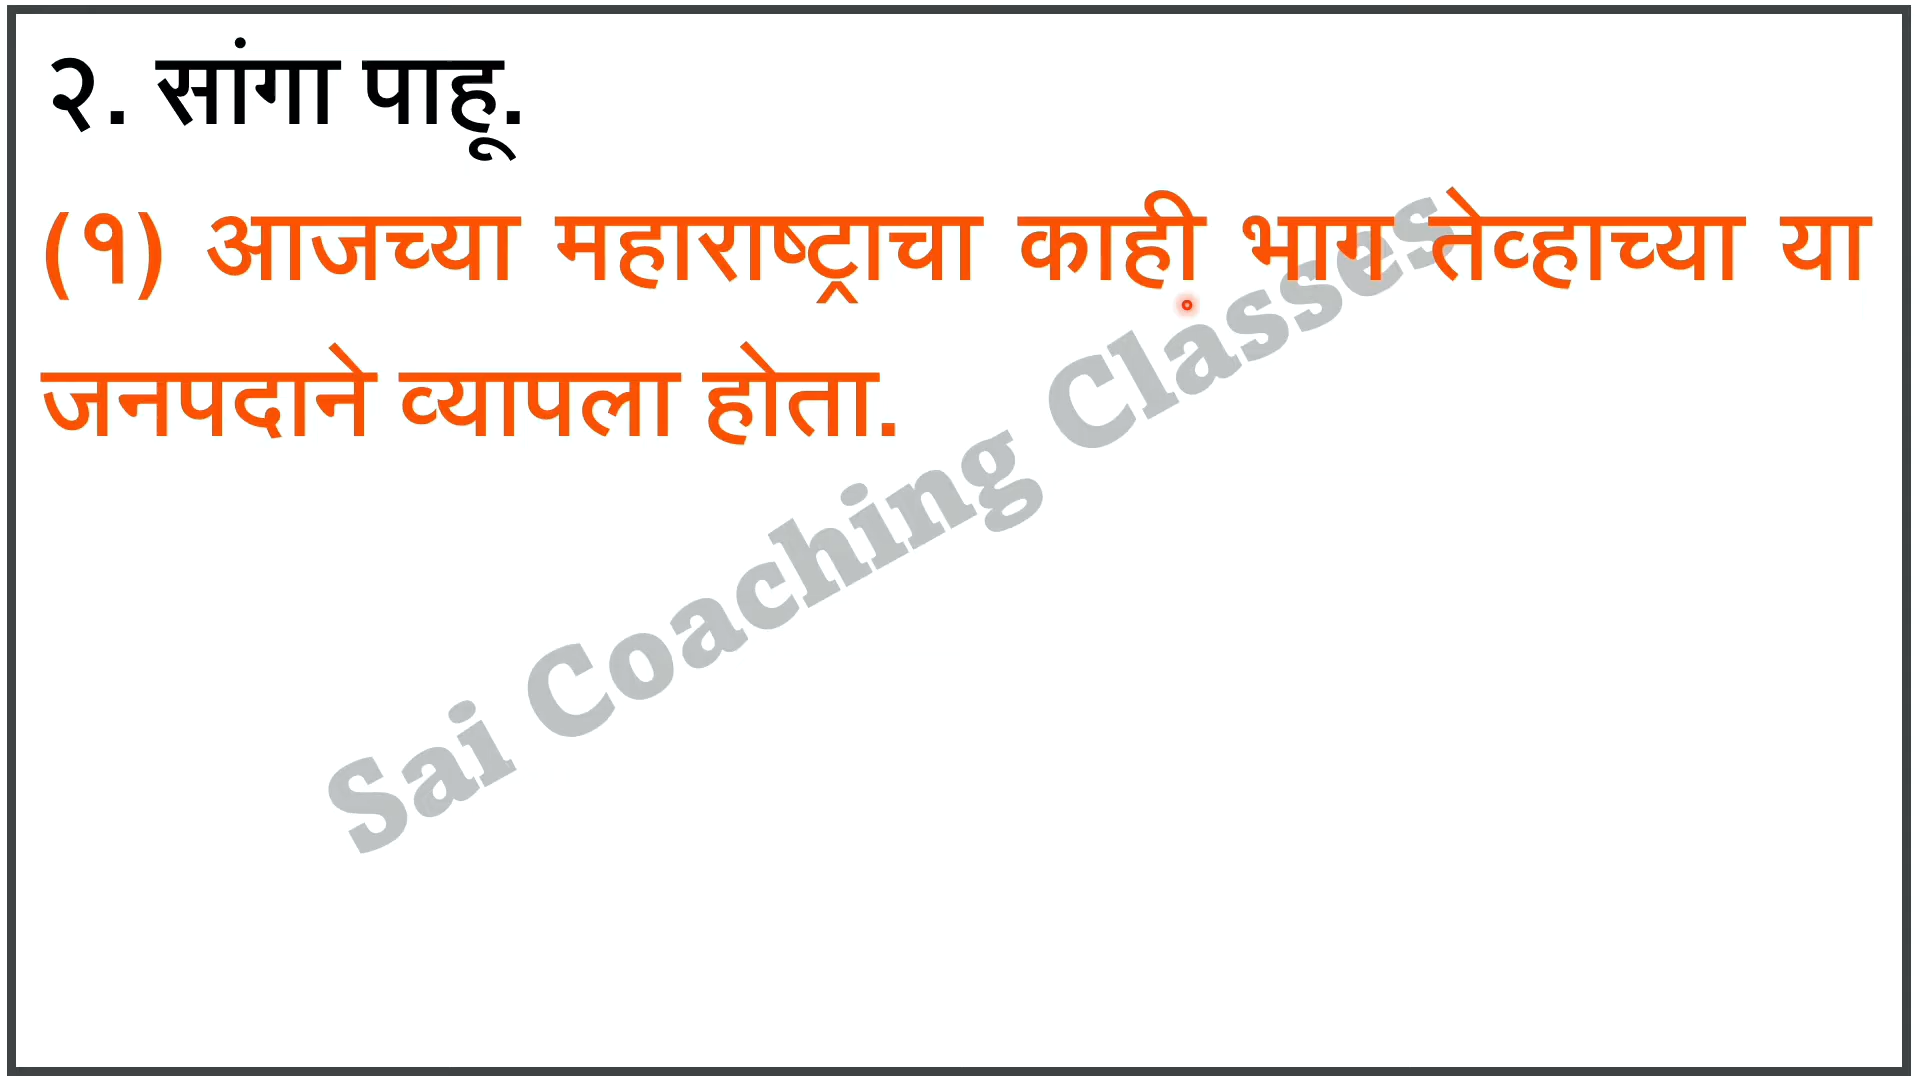 २. सांगा पाहू.
(१) आजच्या महाराष्ट्राचा काही भाग तेव्हाच्या या
जनपदाने व्यापला होता.
Sai Coaching Classes